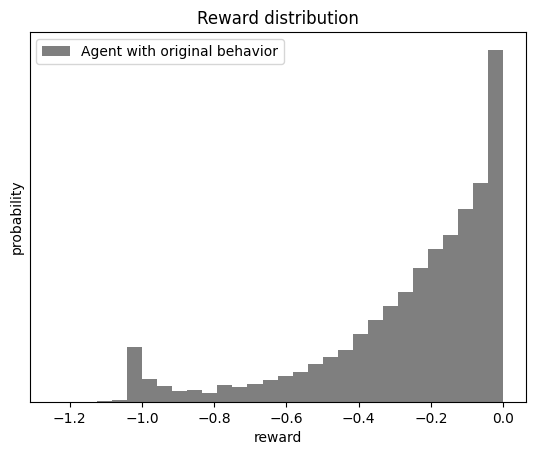 Reward distribution
Agent with original behavior
probability
−1.2 −1.0 −0.8 −0.6 −0.4 −0.2 0.0
reward